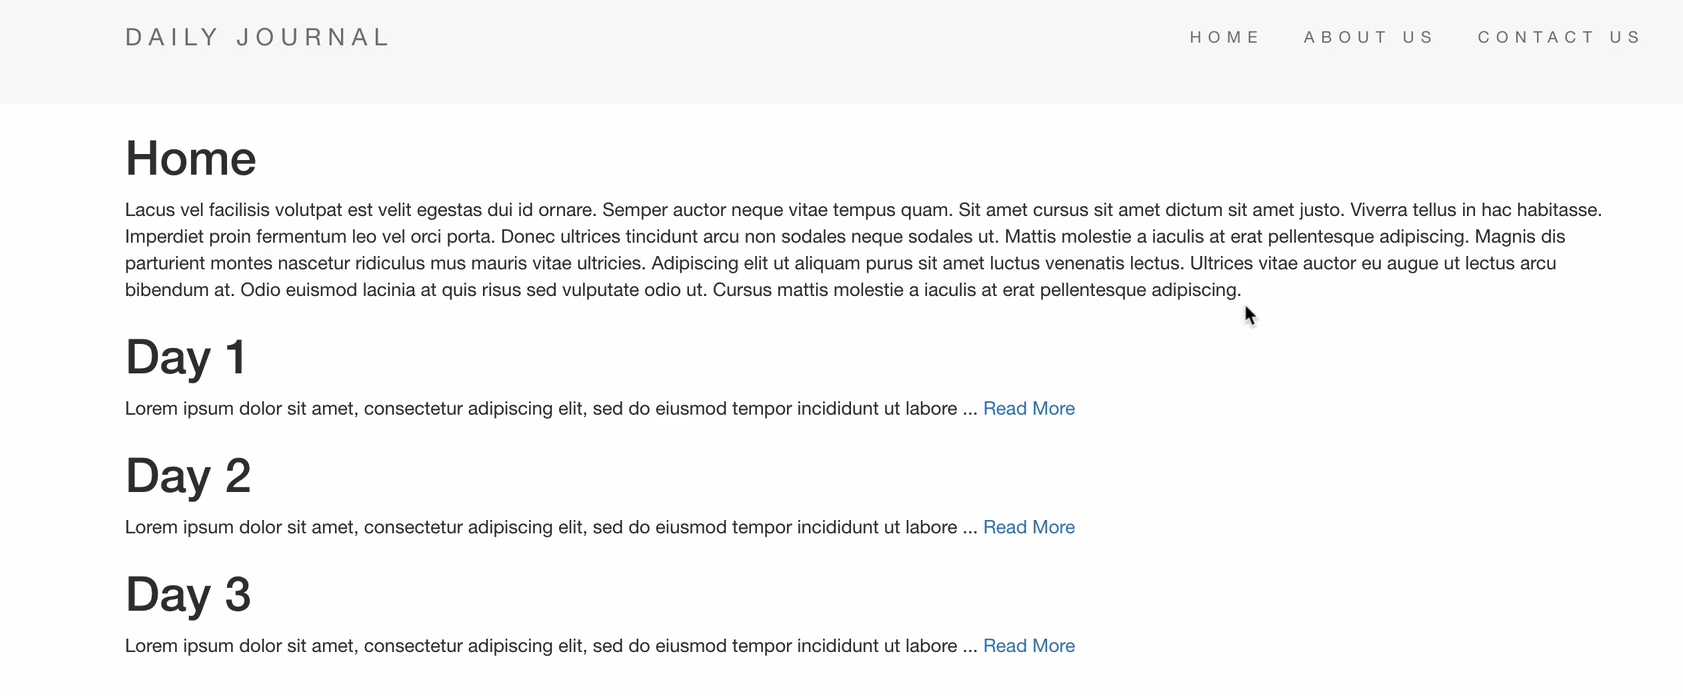 DAILY JOURNAL
HOME ABOUT US CONTACT US
Home
Lacus vel facilisis volutpat est velit egestas dui id ornare. Semper auctor neque vitae tempus quam. Sit amet cursus sit amet dictum sit amet justo. Viverra tellus in hac habitasse.
Imperdiet proin fermentum leo vel orci porta. Donec ultrices tincidunt arcu non sodales neque sodales ut. Mattis molestie a iaculis at erat pellentesque adipiscing. Magnis dis
parturient montes nascetur ridiculus mus mauris vitae ultricies. Adipiscing elit ut aliquam purus sit amet luctus venenatis lectus. Ultrices vitae auctor eu augue ut lectus arcu
bibendum at. Odio euismod lacinia at quis risus sed vulputate odio ut. Cursus mattis molestie a iaculis at erat pellentesque adipiscing.
Day 1
Lorem ipsum dolor sit amet, consectetur adipiscing elit, sed do eiusmod tempor incididunt ut labore ... Read More
Day 2
Lorem ipsum dolor sit amet, consectetur adipiscing elit, sed do eiusmod tempor incididunt ut labore ... Read More
Day 3
Lorem ipsum dolor sit amet, consectetur adipiscing elit, sed do eiusmod tempor incididunt ut labore ... Read More